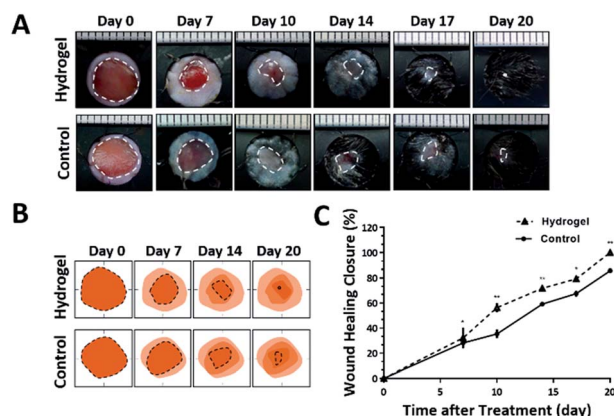 A
Day 0 Day 7 Day 10 Day 14 Day 17 Day 20
Hydrogel
Control
B
Day 0 Day 7 Day 14 Day 20
Hydrogel
Control
C
Wound Healing Closure (%)
120
100
80
60
40
20
0
Hydrogel
Control
*
**
**
*
**
0 5 10 15 20
Time after Treatment (day)